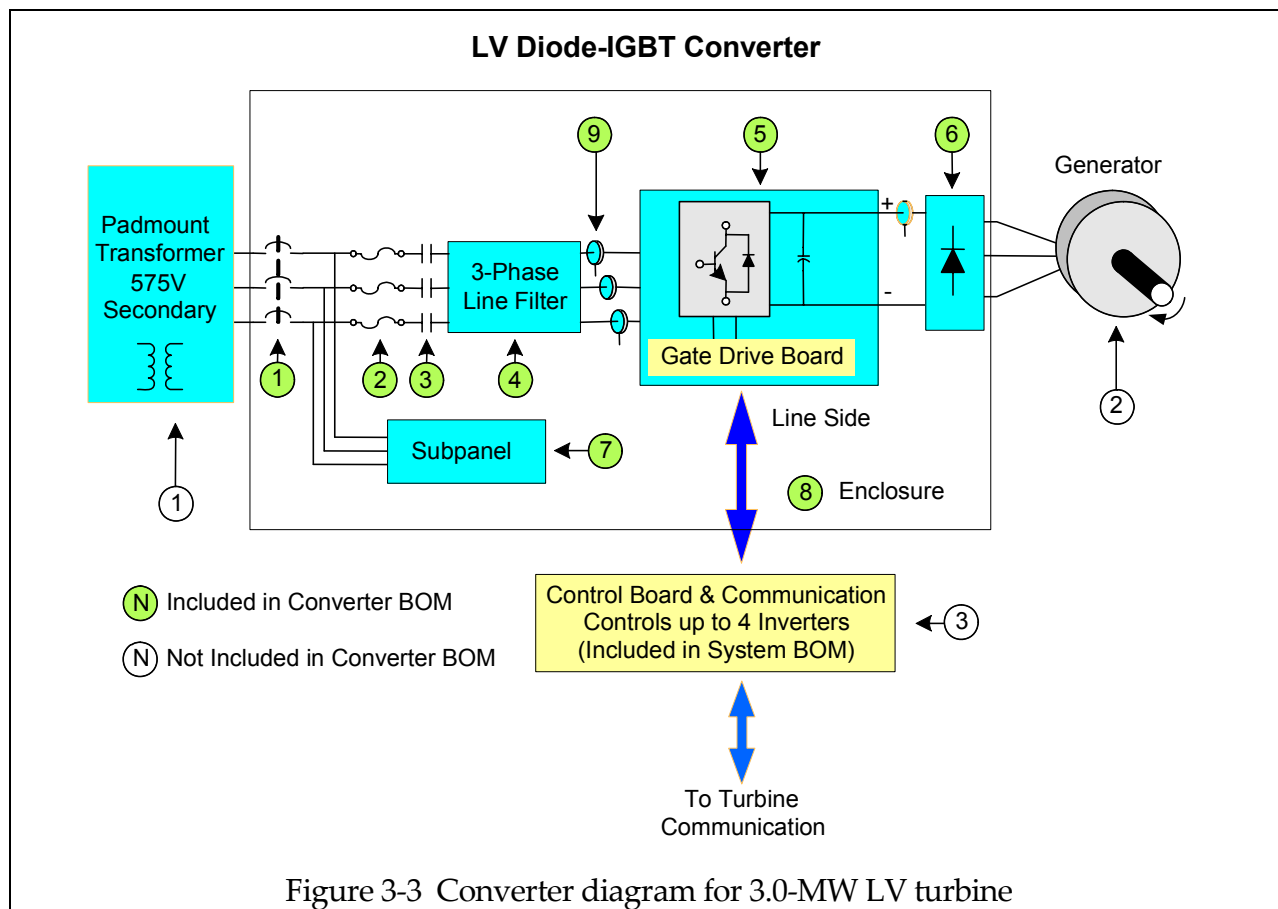 LV Diode-IGBT Converter
9
5
6
Generator
Padmount
Transformer
575V
Secondary
3-Phase
Line Filter
+
-
-
Gate Drive Board
1
2
3
4
2
Line Side
Subpanel
7
1
8 Enclosure
N Included in Converter BOM
N Not Included in Converter BOM
Control Board & Communication
Controls up to 4 Inverters
(Included in System BOM)
3
To Turbine
Communication
Figure 3-3 Converter diagram for 3.0-MW LV turbine